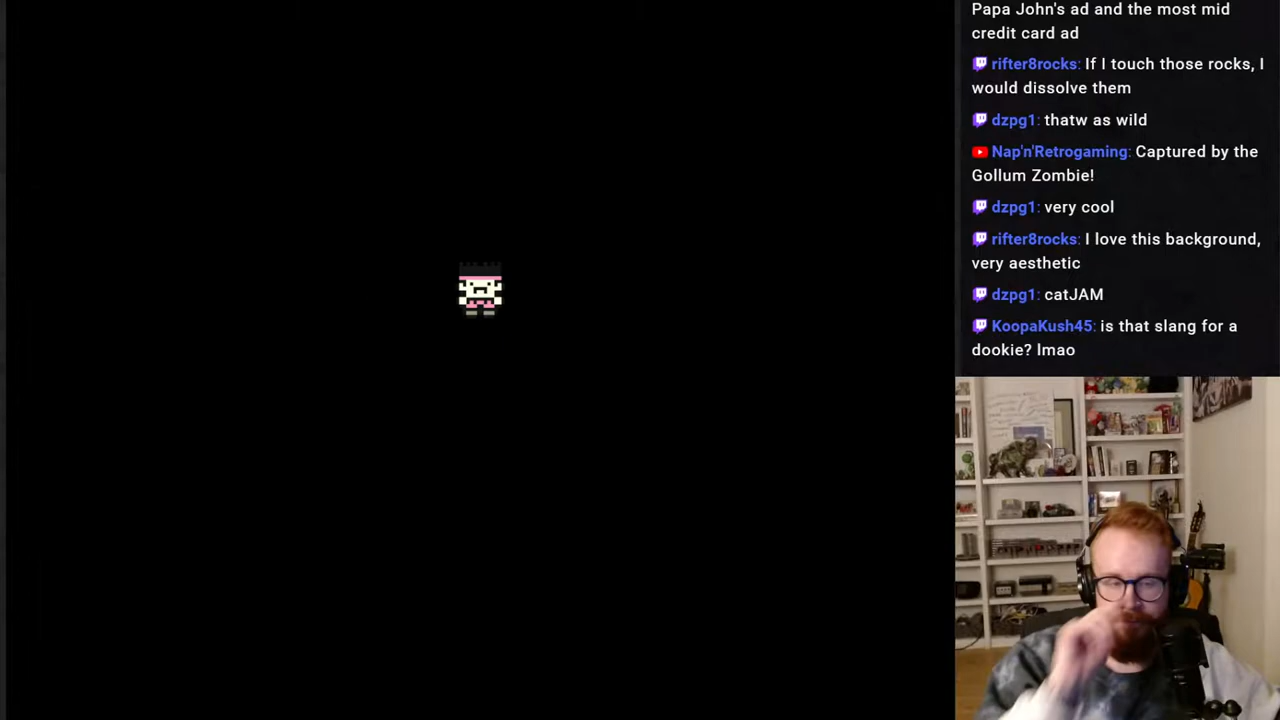 Papa John's ad and the most mid
credit card ad
rifter8rocks: If I touch those rocks, I
would dissolve them
dzpg1: thatw as wild
Nap'n'Retrogaming: Captured by the
Gollum Zombie!
dzpg1: very cool
rifter8rocks: I love this background,
very aesthetic
dzpg1: catJAM
KoopaKush45: is that slang for a
dookie? lmao